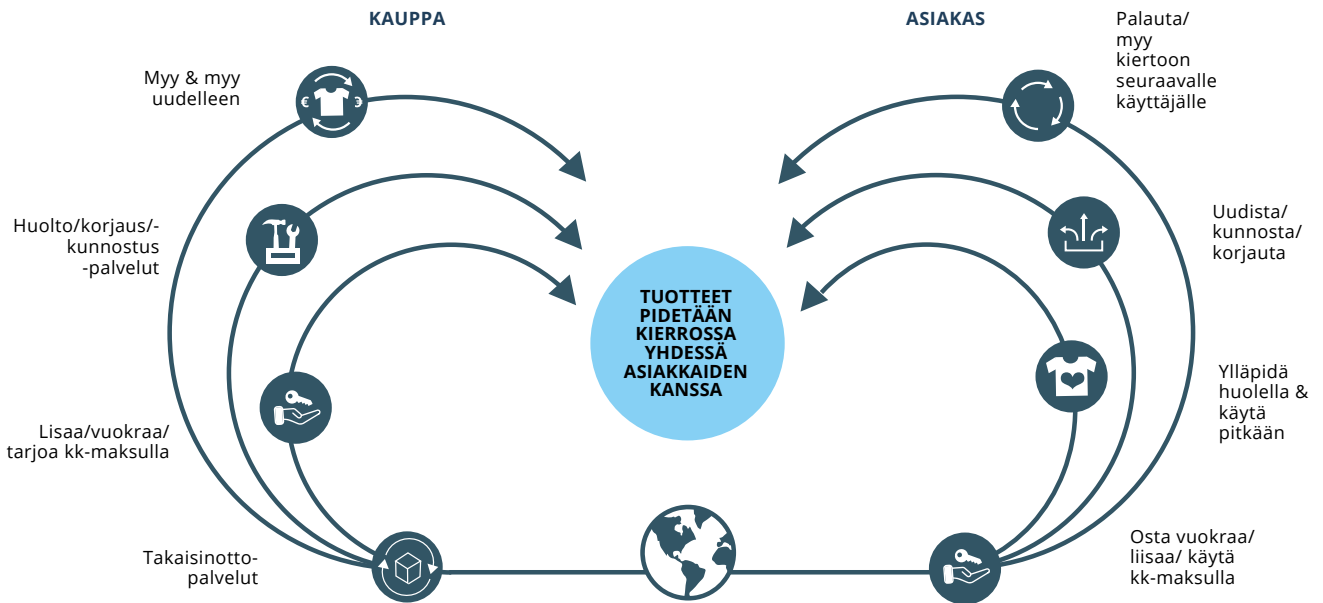 KAUPPA
ASIAKAS
Myy & myy
uudelleen
Huolto/korjaus/-
kunnostus
-palvelut
Lisaa/vuokraa/
tarjoa kk-maksulla
Takaisinotto-
palvelut
TUOTTEET
PIDETÄÄN
KIERROSSA
YHDESSÄ
ASIAKKAIDEN
KANSSA
Palauta/
myy
kiertoon
seuraavalle
käyttäjälle
Uudista/
kunnosta/
korjauta
Ylläpidä
huolella &
käytä
pitkään
Osta vuokraa/
liisaa/ käytä
kk-maksulla